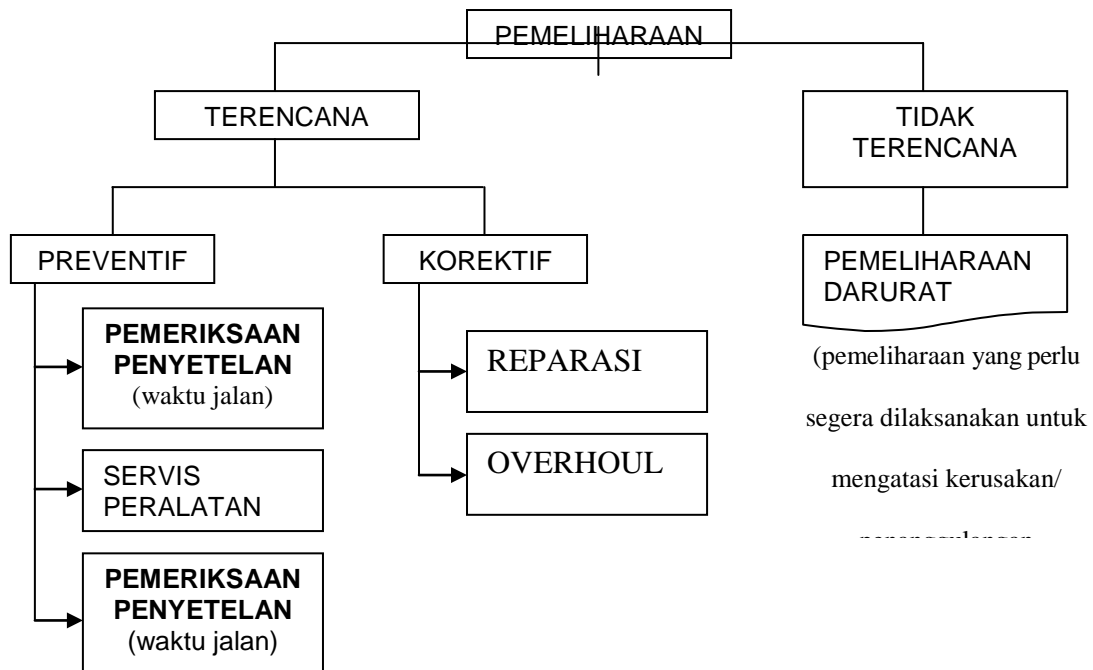 PEMELIHARAAN
TERENCANA
TIDAK
TERENCANA
PREVENTIF
KOREKTIF
PEMELIHARAAN
DARURAT
PEMERIKSAAN
PENYETELAN
(waktu jalan)
SERVIS
PERALATAN
PEMERIKSAAN
PENYETELAN
(waktu jalan)
REPARASI
OVERHOUL
(pemeliharaan yang perlu
segera dilaksanakan untuk
mengatasi kerusakan/